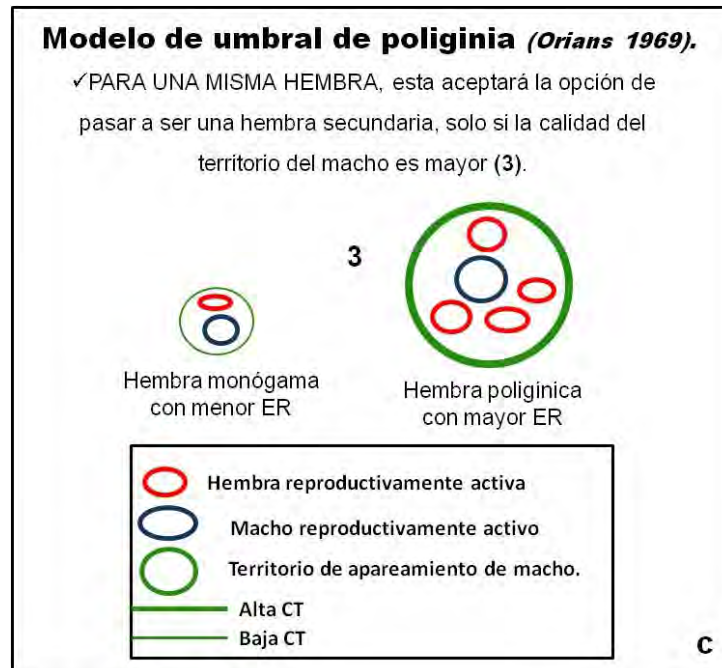 Modelo de umbral de poliginia (Orians 1969).
✓PARA UNA MISMA HEMBRA, esta aceptará la opción de
pasar a ser una hembra secundaria, solo si la calidad del
territorio del macho es mayor (3).
3
Hembra monógama
con menor ER
Hembra poligínica
con mayor ER
Hembra reproductivamente activa
Macho reproductivamente activo
Territorio de apareamiento de macho.
Alta CT
Baja CT
C